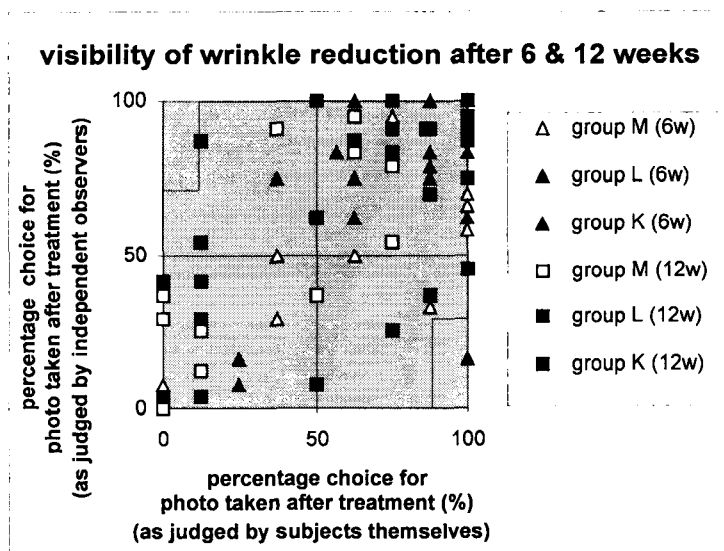 visibility of wrinkle reduction after 6 & 12 weeks
percentage choice for
photo taken after treatment (%)
(as judged by independent observers)
100
50
0
0
50
100
percentage choice for
photo taken after treatment (%)
(as judged by subjects themselves)
group M (6w)
group L (6w)
group K (6w)
group M (12w)
group L (12w)
group K (12w)